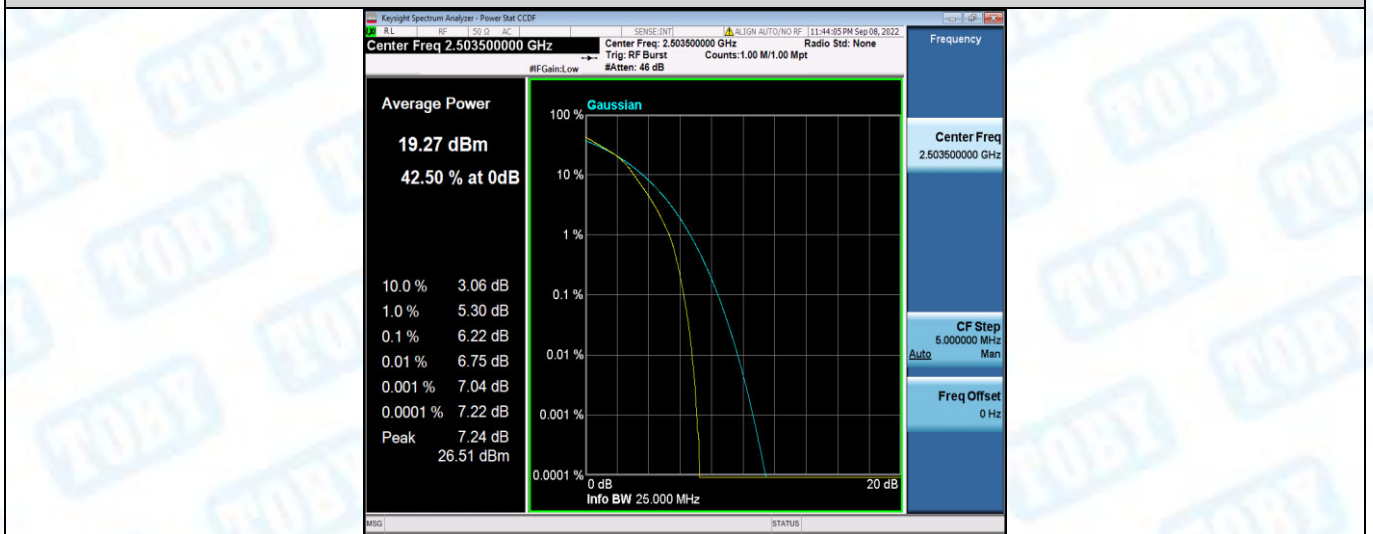 Keysight Spectrum Analyzer - Power Stat CCDF
RL RF 50 Ω AC SENSE:INT ALIGN AUTO/NO RF 11:44:05 PM Sep 08, 2022
Center Freq 2.503500000 GHz
Center Freq: 2.503500000 GHz Radio Std: None
Trig: RF Burst Counts:1.00 M/1.00 Mpt
#IFGain:Low #Atten: 46 dB
Frequency
Average Power
19.27 dBm
42.50 % at 0dB
10.0 % 3.06 dB
1.0 % 5.30 dB
0.1 % 6.22 dB
0.01 % 6.75 dB
0.001 % 7.04 dB
0.0001 % 7.22 dB
Peak 7.24 dB
26.51 dBm
Gaussian
100 %
10 %
1 %
0.1 %
0.01 %
0.001 %
0.0001 %
0 dB 20 dB
Info BW 25.000 MHz
Center Freq
2.503500000 GHz
CF Step
5.000000 MHz
Auto Man
Freq Offset
0 Hz
MSG STATUS
TOBY
TOBY
TOBY
TOBY
TOBY
TOBY
TOBY
TOBY